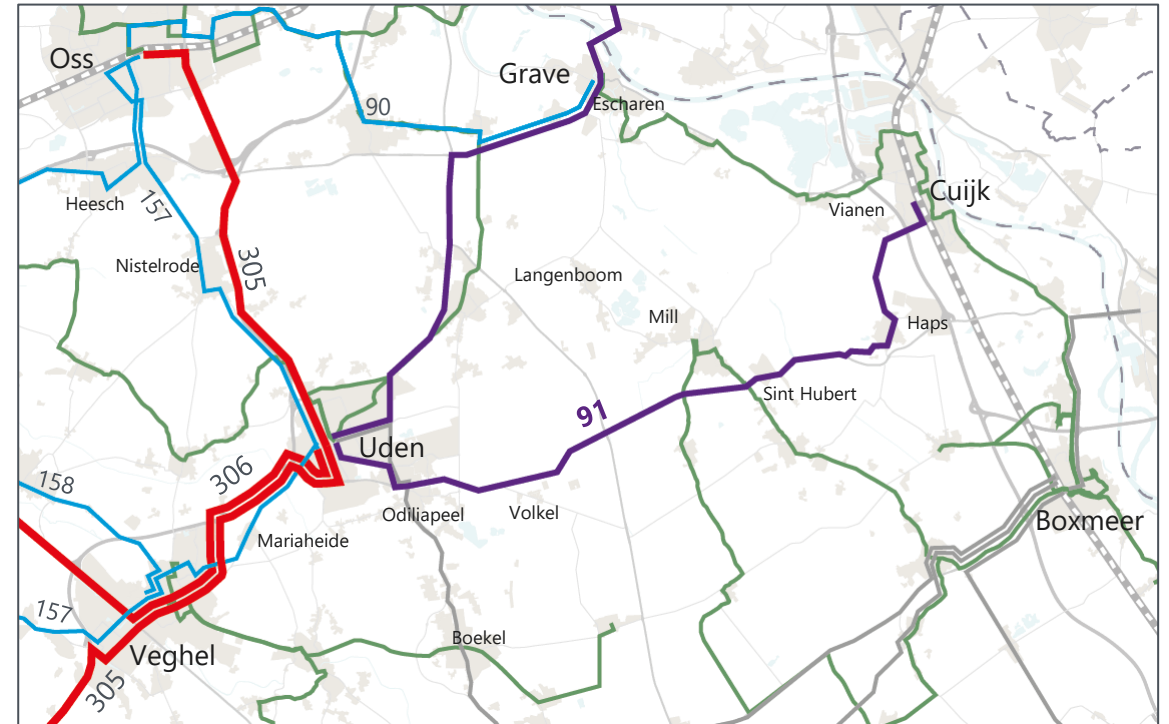 Oss
Grave
90
Escharen
Cuijk
Heesch
157
Vianen
Nistelrode
305
Langenboom
Mill
Haps
Sint Hubert
91
Uden
306
158
Odiliapeel
Volkel
Boxmeer
Mariaheide
157
Boekel
Veghel
305